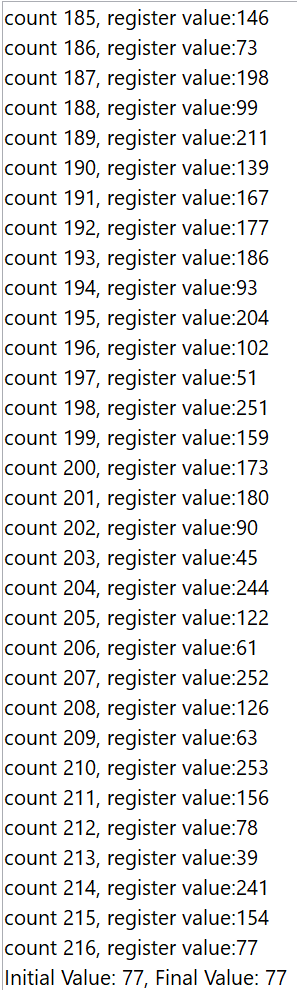 count 185, register value:146
count 186, register value:73
count 187, register value:198
count 188, register value:99
count 189, register value:211
count 190, register value:139
count 191, register value:167
count 192, register value:177
count 193, register value:186
count 194, register value:93
count 195, register value:204
count 196, register value:102
count 197, register value:51
count 198, register value:251
count 199, register value:159
count 200, register value:173
count 201, register value:180
count 202, register value:90
count 203, register value:45
count 204, register value:244
count 205, register value:122
count 206, register value:61
count 207, register value:252
count 208, register value:126
count 209, register value:63
count 210, register value:253
count 211, register value:156
count 212, register value:78
count 213, register value:39
count 214, register value:241
count 215, register value:154
count 216, register value:77
Initial Value: 77, Final Value: 77